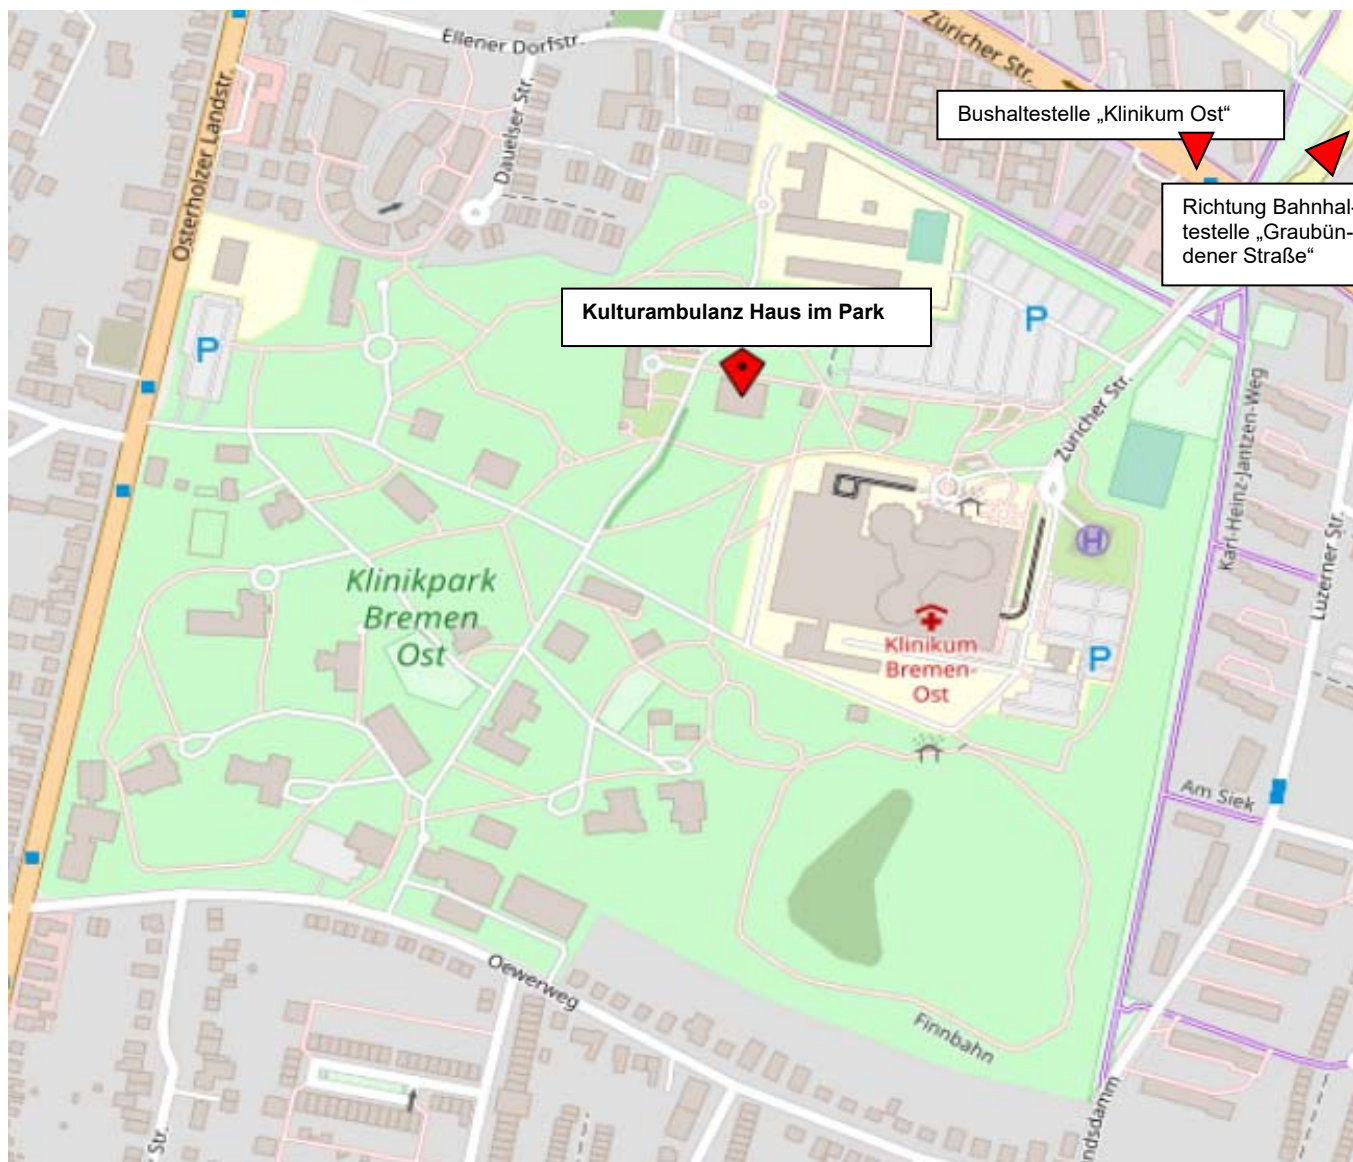 Ellener Dorfstr.
Züricher Str.
Osterholzer Landstr.
Dauelser Str.
Bushaltestelle „Klinikum Ost“
Richtung Bahnhal-
testelle „Graubün-
dener Straße“
Kulturambulanz Haus im Park
P
P
Züricher Str.
Karl-Heinz-Jantzen-Weg
Luzerner Str.
H
Klinikpark
Bremen
Ost
Klinikum
Bremen-
Ost
P
Am Siek
Oewerweg
Finnbahn
ndsdamm
Str.